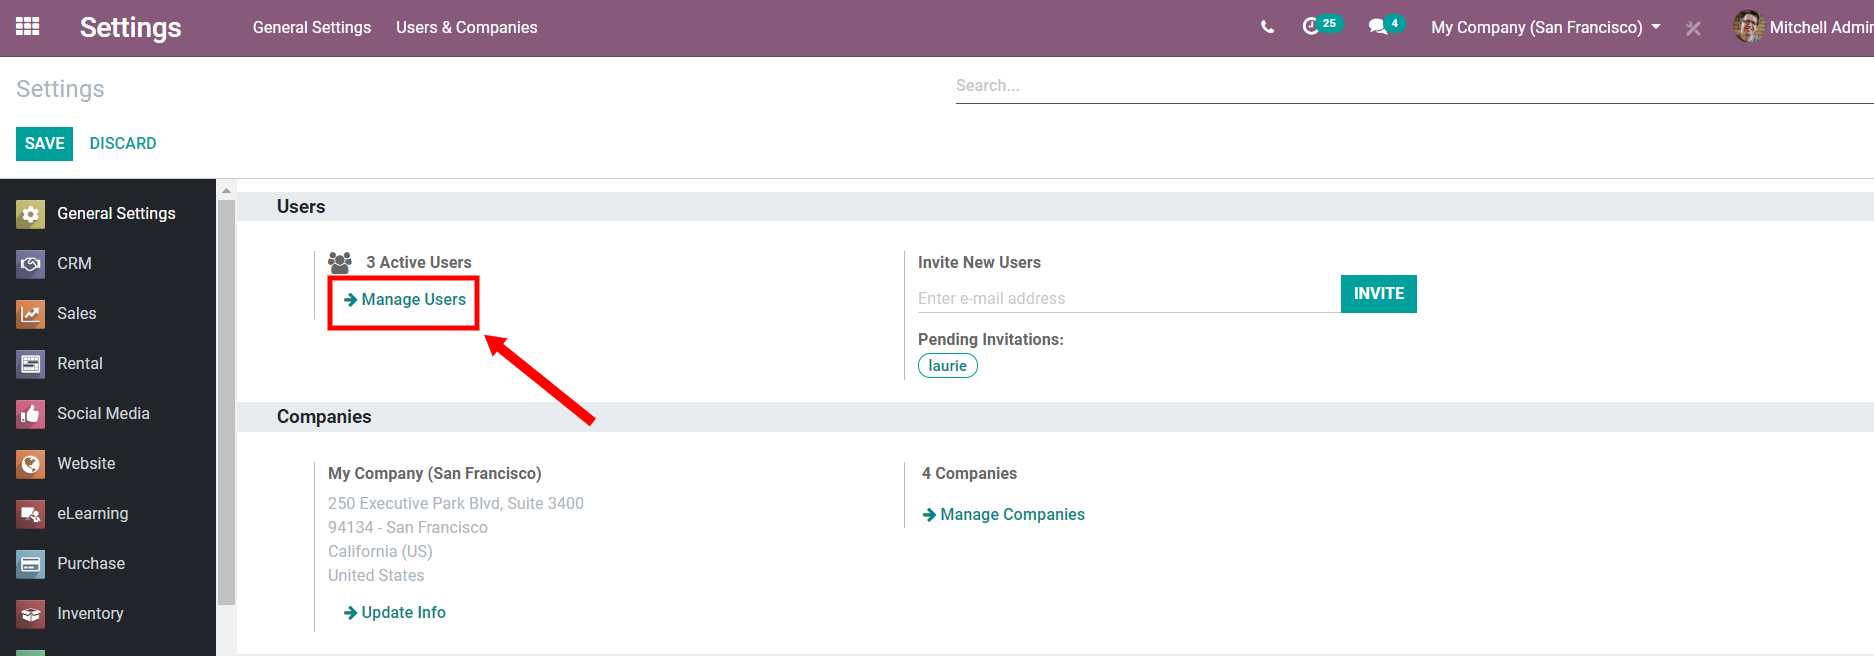 Settings
General Settings
Users & Companies
25
4
My Company (San Francisco)
Mitchell Admin
Settings
Search...
SAVE
DISCARD
General Settings
CRM
Sales
Rental
Social Media
Website
eLearning
Purchase
Inventory
Users
3 Active Users
Manage Users
Invite New Users
Enter e-mail address
INVITE
Pending Invitations:
laurie
Companies
My Company (San Francisco)
250 Executive Park Blvd, Suite 3400
94134 - San Francisco
California (US)
United States
Update Info
4 Companies
Manage Companies